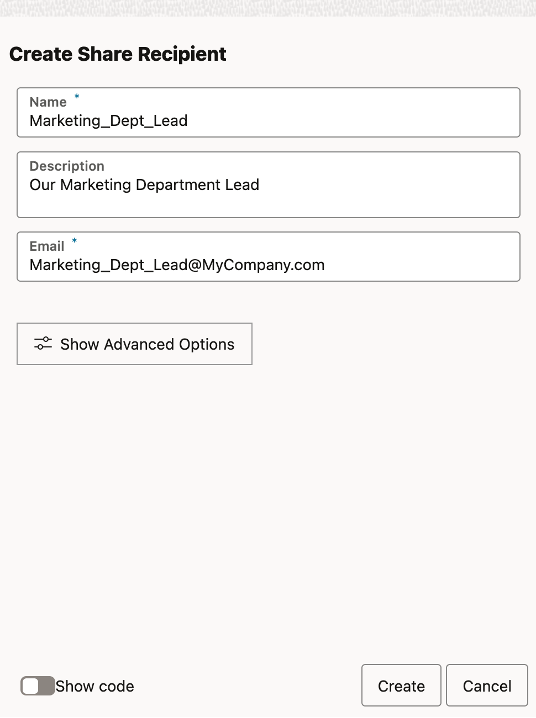 Create Share Recipient
Name *
Marketing_Dept_Lead
Description
Our Marketing Department Lead
Email *
Marketing_Dept_Lead@MyCompany.com
Show Advanced Options
Show code
Create
Cancel